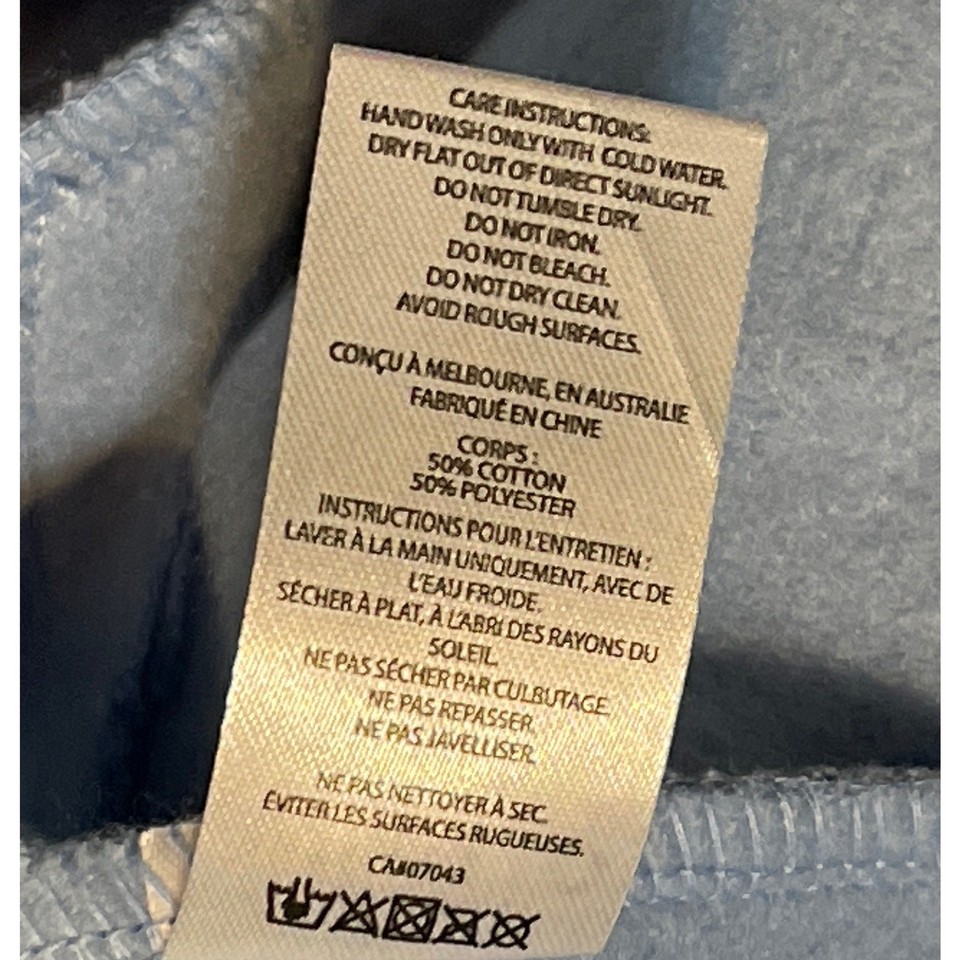 CARE INSTRUCTIONS:
HAND WASH ONLY WITH COLD WATER.
DRY FLAT OUT OF DIRECT SUNLIGHT.
DO NOT TUMBLE DRY.
DO NOT IRON.
DO NOT BLEACH.
DO NOT DRY CLEAN.
AVOID ROUGH SURFACES.
CONÇU À MELBOURNE, EN AUSTRALIE
FABRIQUÉ EN CHINE
CORPS :
50% COTTON
50% POLYESTER
INSTRUCTIONS POUR L'ENTRETIEN :
LAVER À LA MAIN UNIQUEMENT, AVEC DE
L'EAU FROIDE.
SÉCHER À PLAT, À L'ABRI DES RAYONS DU
SOLEIL.
NE PAS SÉCHER PAR CULBUTAGE.
NE PAS REPASSER.
NE PAS JAVELLISER.
NE PAS NETTOYER À SEC.
ÉVITER LES SURFACES RUGUEUSES.
CA#07043